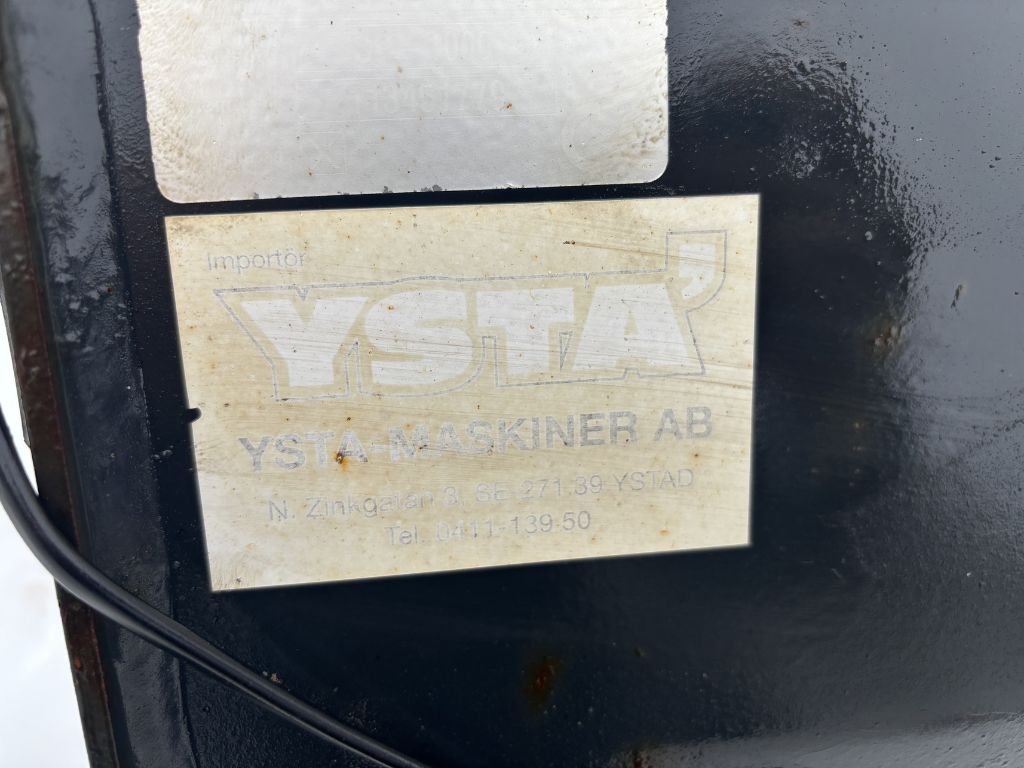 Importör
YSTA'
YSTA-MASKINER AB
N. Zinkgatan 3, SE-271 39 YSTAD
Tel. 0411-139 50